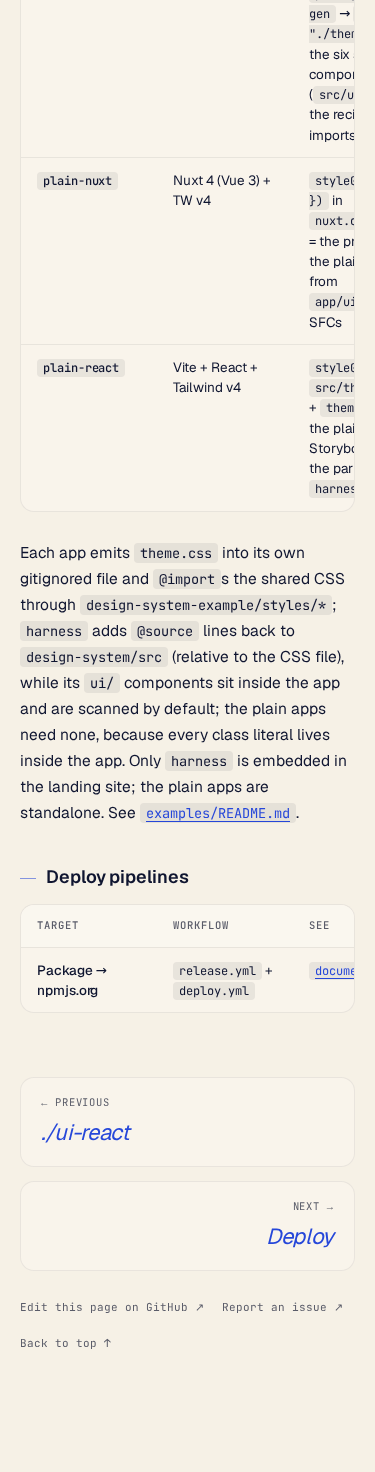 gen →
the six
(src/u
the reci
imports
plain-nuxt Nuxt 4 (Vue 3) +
TW v4
}) in
= the pr
the plai
from
app/ui
SFCs
plain-react Vite + React +
Tailwind v4
src/th
+ them
the plai
Storybo
the par
harnes
Each app emits theme.css into its own
gitignored file and @imports the shared CSS
through design-system-example/styles/*;
harness adds @source lines back to
design-system/src (relative to the CSS file),
while its ui/ components sit inside the app
and are scanned by default; the plain apps
need none, because every class literal lives
inside the app. Only harness is embedded in
the landing site; the plain apps are
standalone. See examples/README.md.
— Deploy pipelines
TARGET WORKFLOW SEE
Package → release.yml + docume
npmjs.org deploy.yml
← PREVIOUS
./ui-react
NEXT →
Deploy
Edit this page on GitHub ↗ Report an issue ↗
Back to top ↑